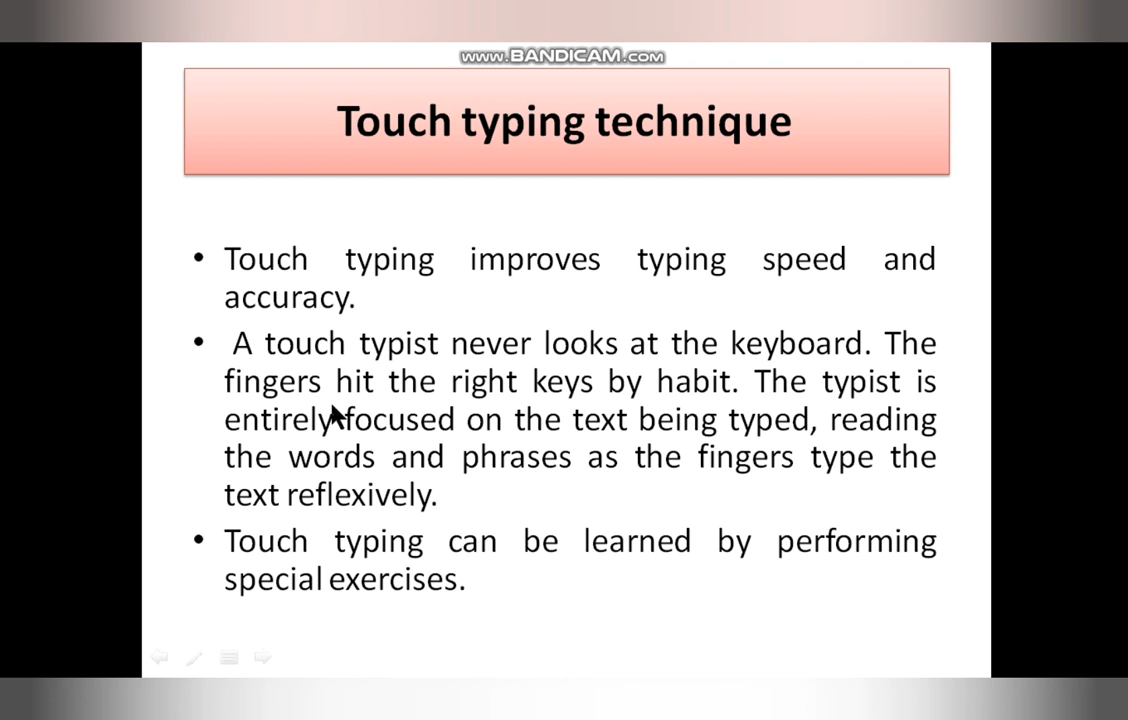 www.BANDICAM.com
Touch typing technique
• Touch typing improves typing speed and
accuracy.
• A touch typist never looks at the keyboard. The
fingers hit the right keys by habit. The typist is
entirely focused on the text being typed, reading
the words and phrases as the fingers type the
text reflexively.
• Touch typing can be learned by performing
special exercises.